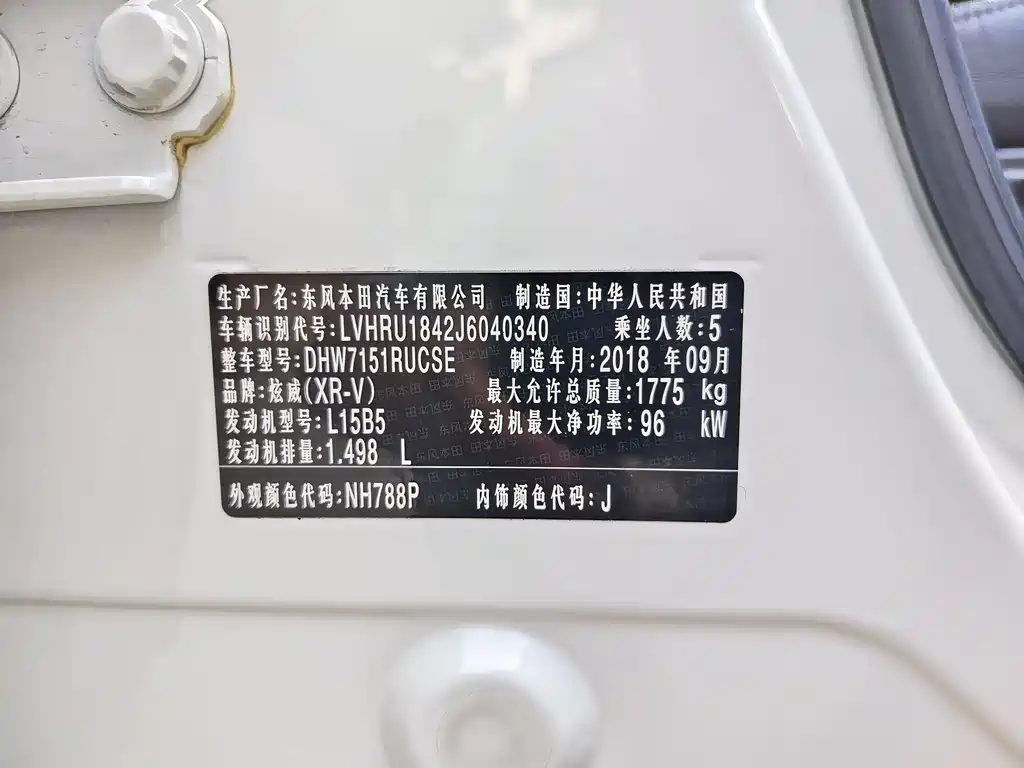 生产厂名:东风本田汽车有限公司 制造国:中华人民共和国
车辆识别代号:LVHRU1842J6040340 乘坐人数:5
整车型号:DHW7151RUCSE 制造年月:2018 年09月
品牌:炫威(XR-V) 最大允许总质量:1775 kg
发动机型号:L15B5 发动机最大净功率:96 kW
发动机排量:1.498 L
外观颜色代码:NH788P 内饰颜色代码:J